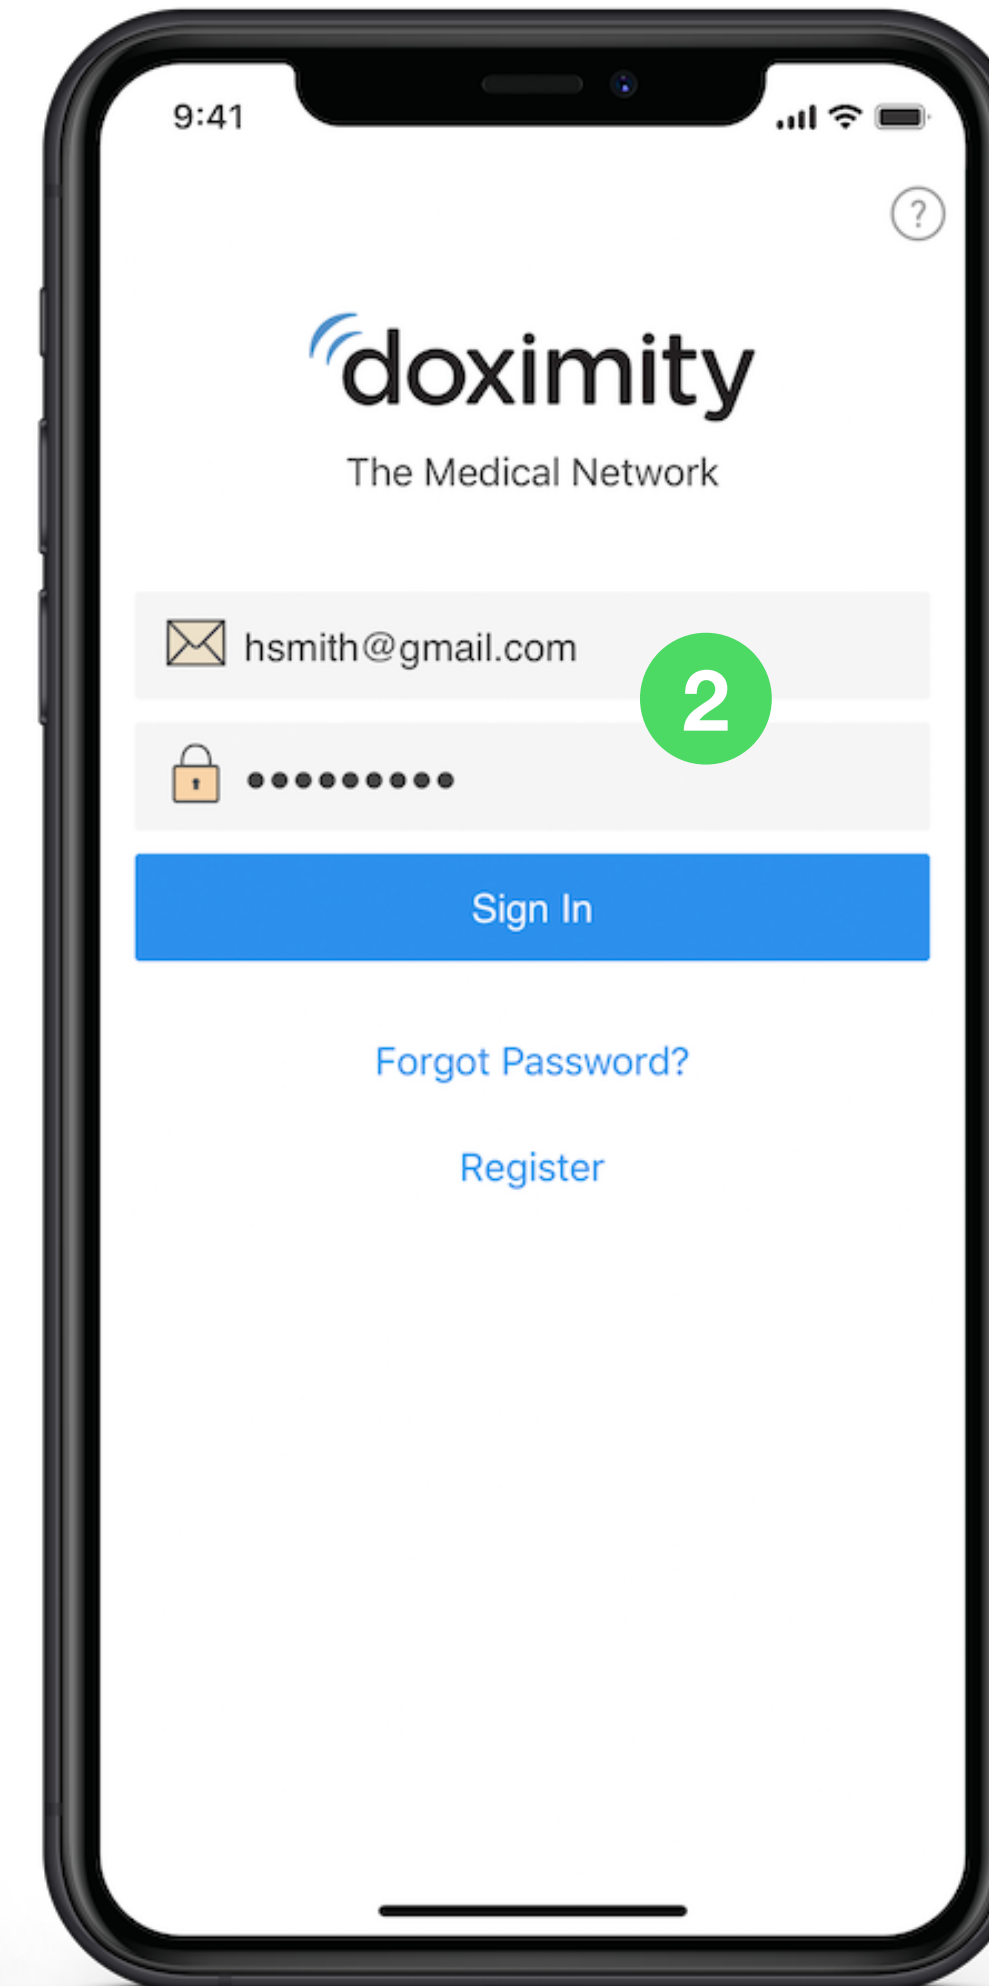 9:41
?
doximity
The Medical Network
hsmith@gmail.com
2
•••••••••
Sign In
Forgot Password?
Register